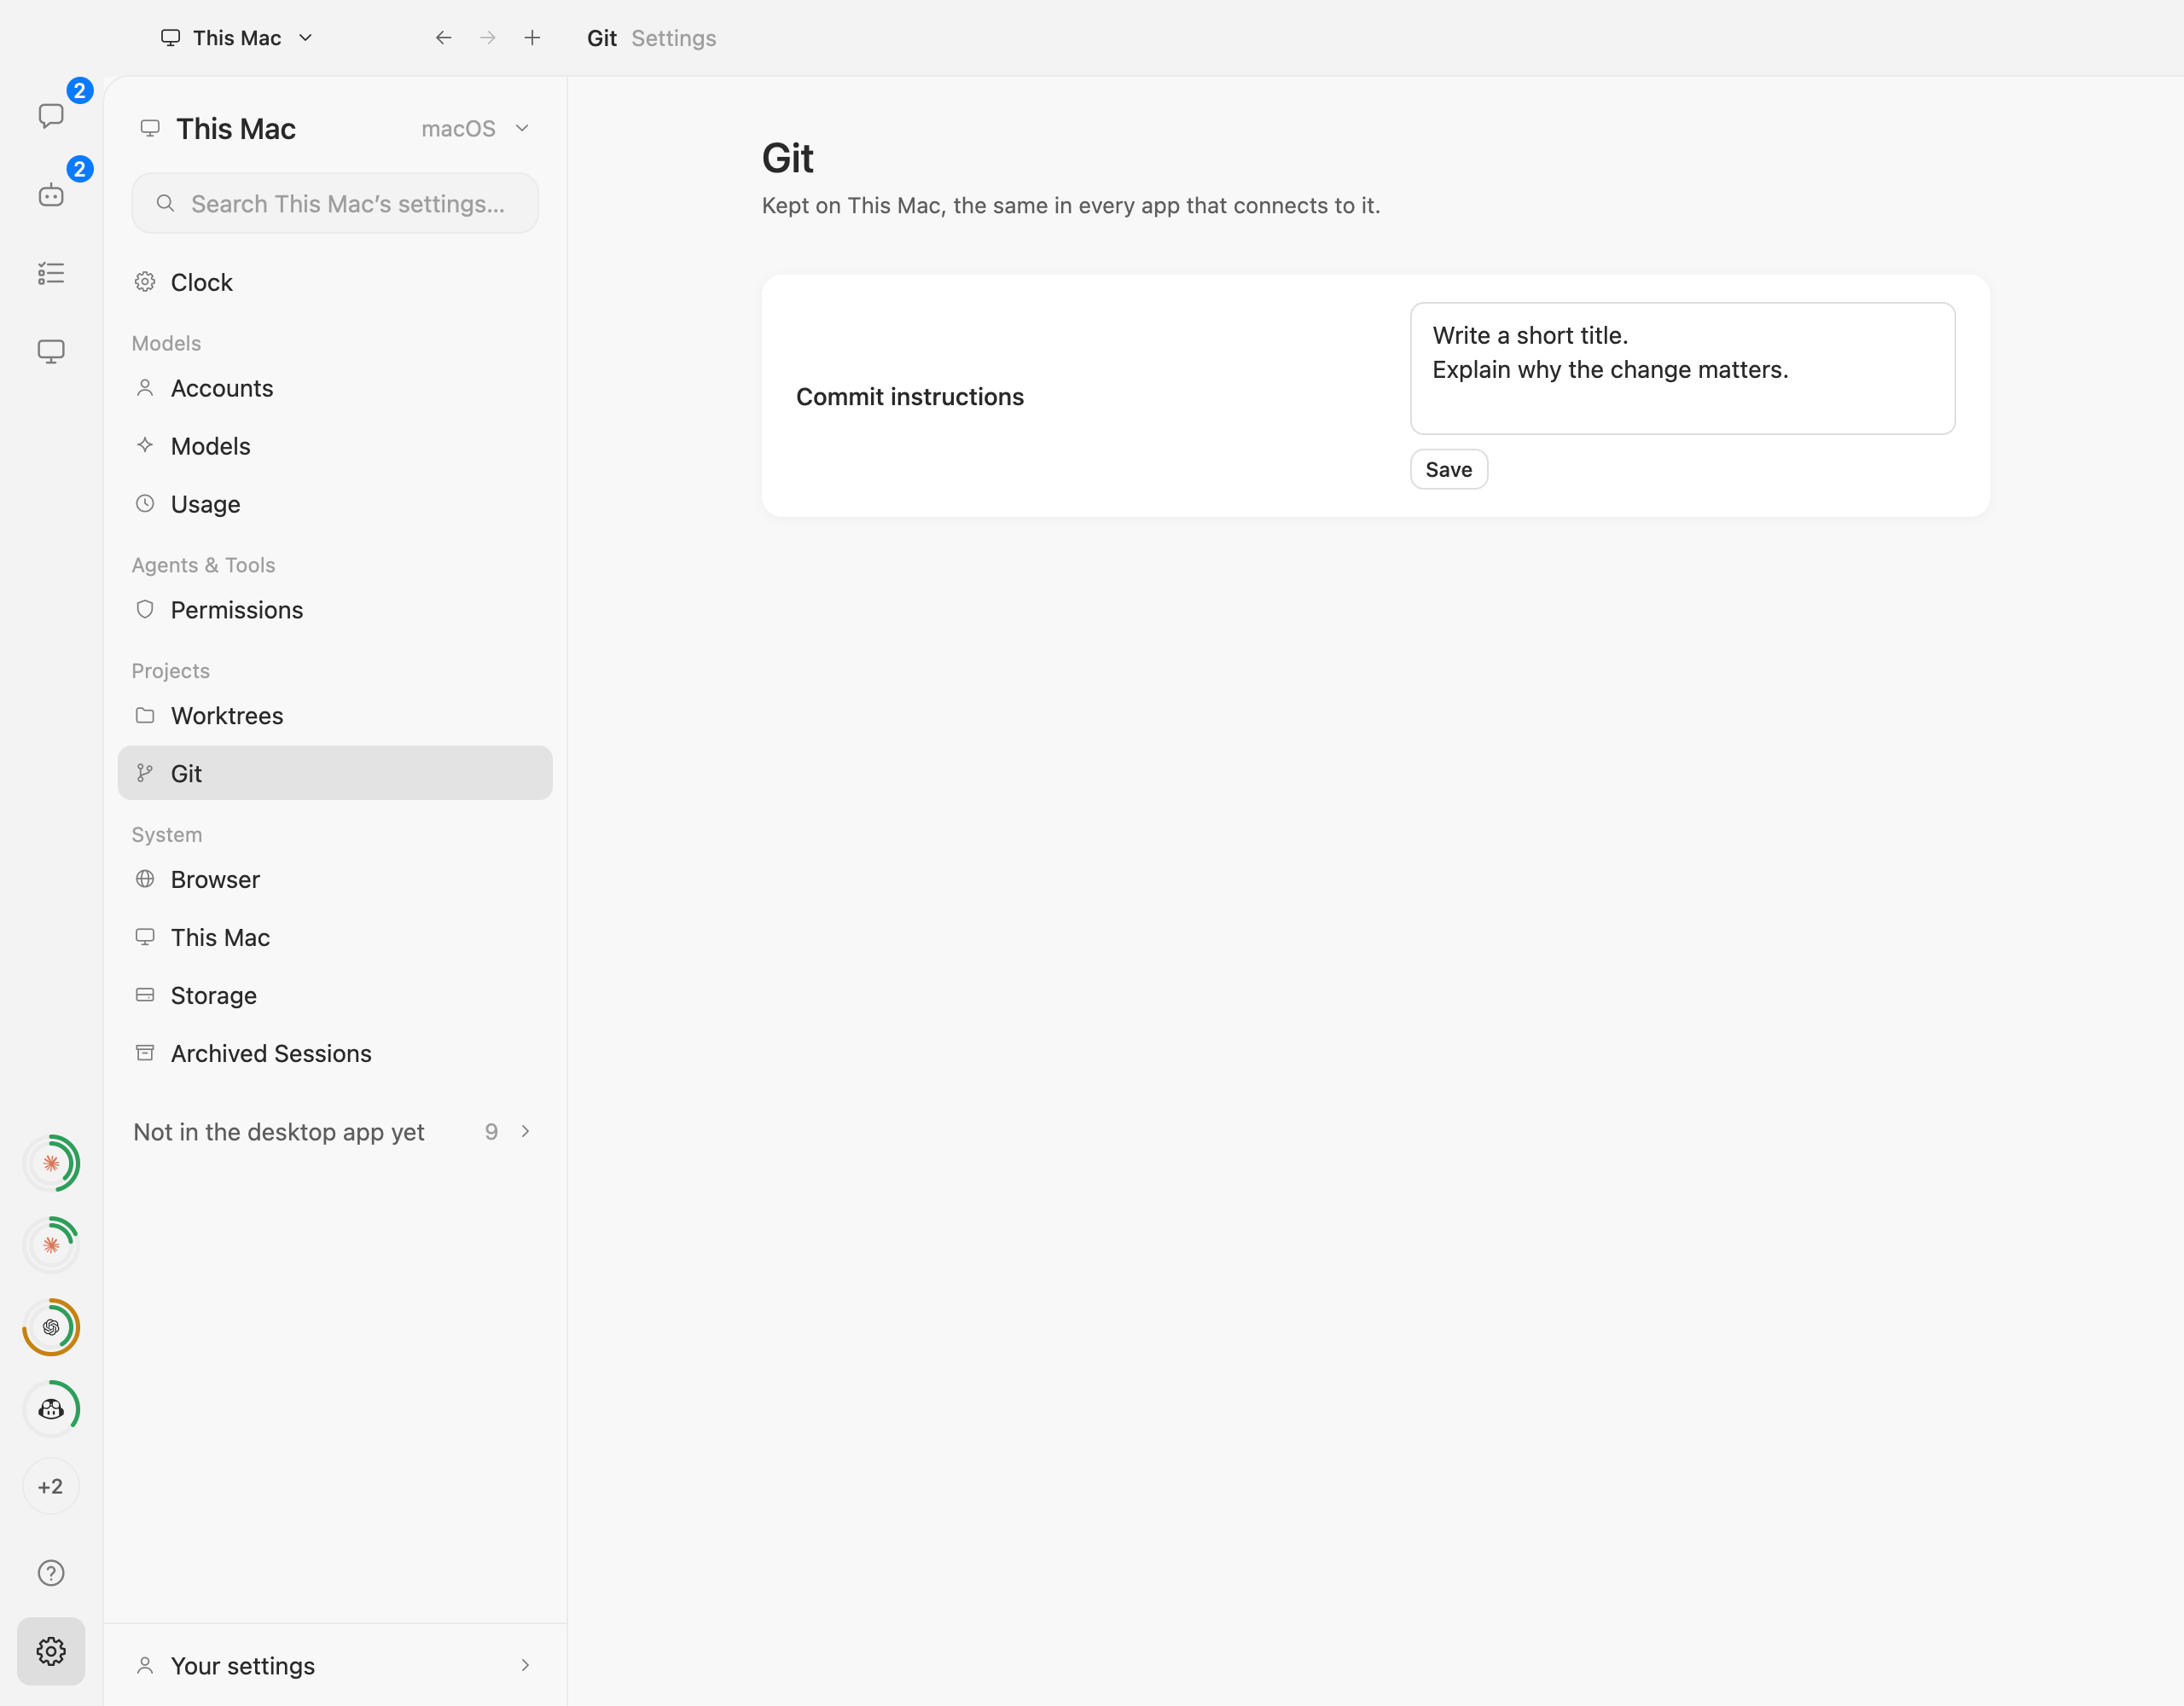 This Mac
Git Settings
2
2
This Mac macOS
Search This Mac’s settings...
Clock
Models
Accounts
Models
Usage
Agents & Tools
Permissions
Projects
Worktrees
Git
System
Browser
This Mac
Storage
Archived Sessions
Not in the desktop app yet 9
+2
Your settings
Git
Kept on This Mac, the same in every app that connects to it.
Commit instructions
Write a short title.
Explain why the change matters.
Save